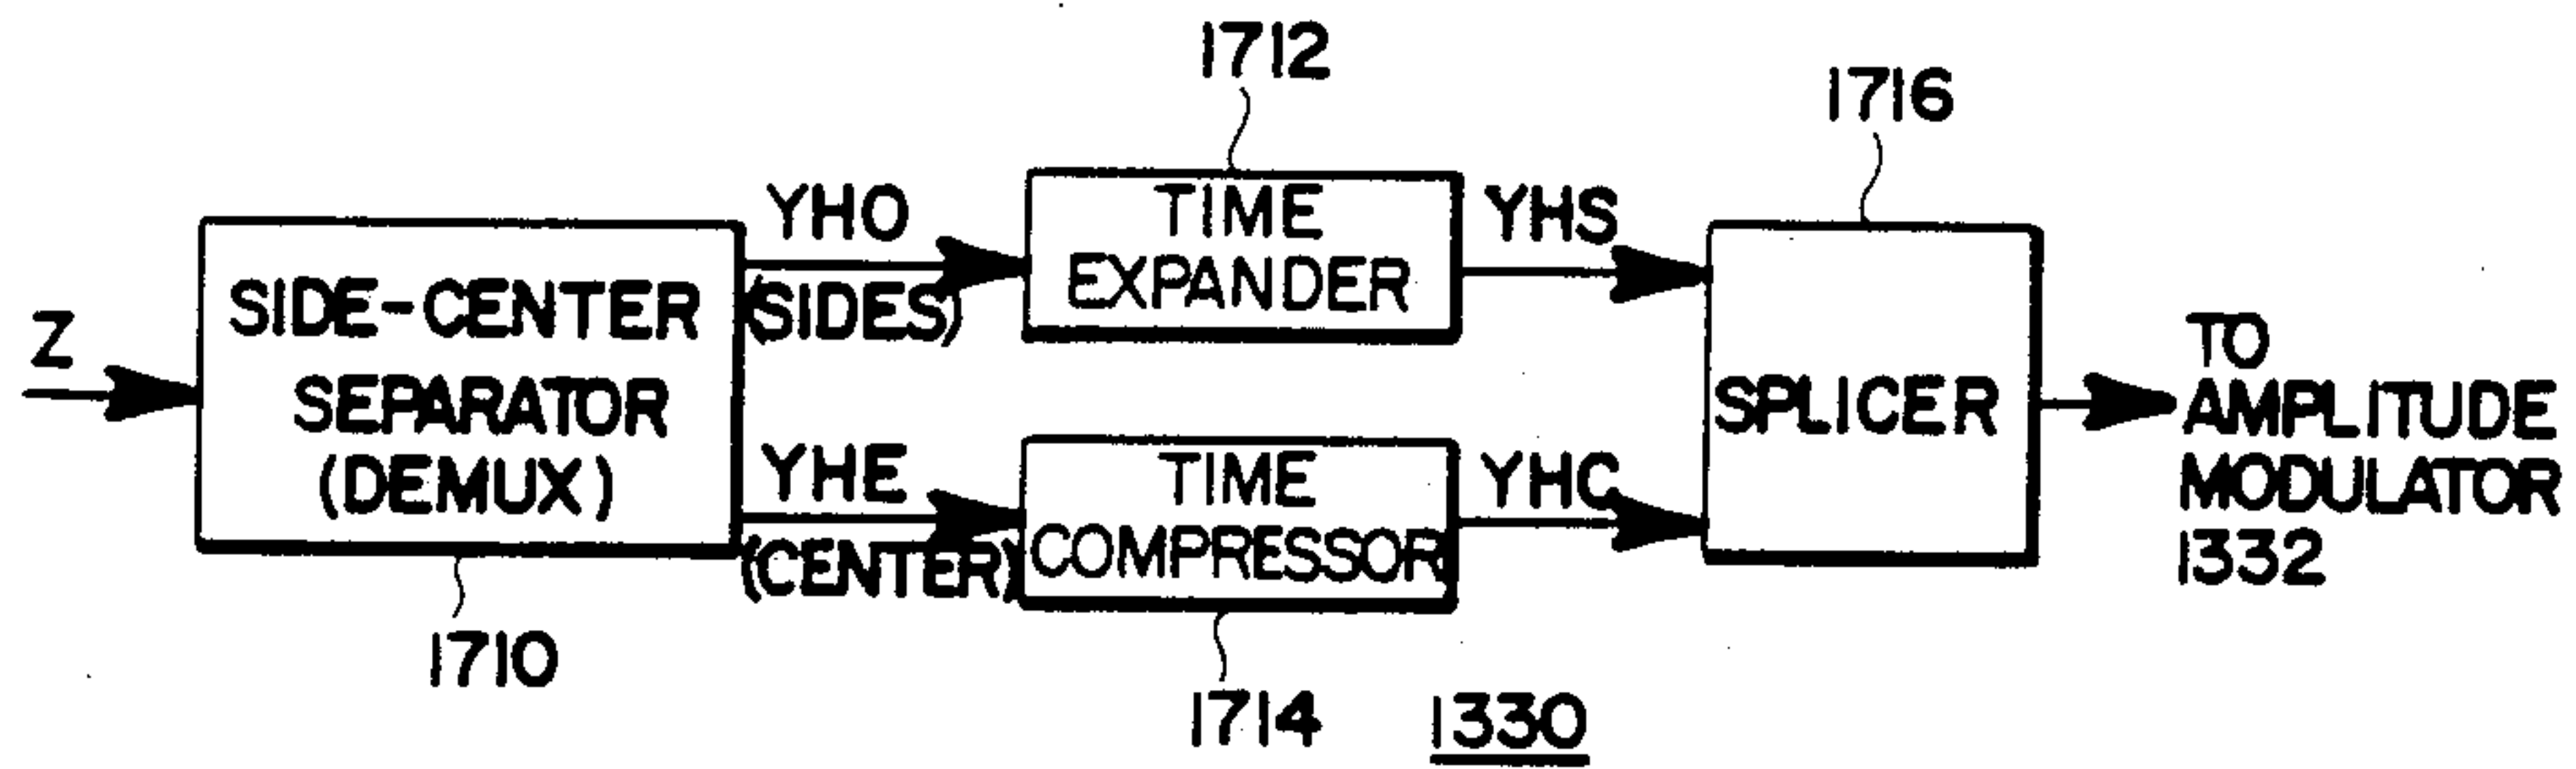 1712
1716
YHO
(SIDES)
TIME
EXPANDER
YHS
Z
SIDE-CENTER
SEPARATOR
(DEMUX)
SPLICER
TO
AMPLITUDE
MODULATOR
1332
YHE
(CENTER)
TIME
COMPRESSOR
YHC
1710
1714
1330